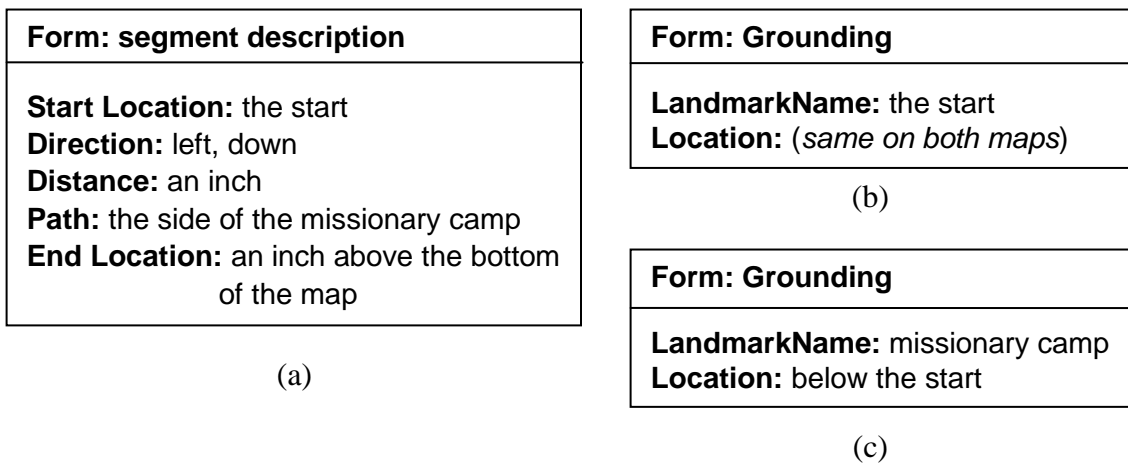 Form: segment description
Start Location: the start
Direction: left, down
Distance: an inch
Path: the side of the missionary camp
End Location: an inch above the bottom
of the map
(a)
Form: Grounding
LandmarkName: the start
Location: (same on both maps)
(b)
Form: Grounding
LandmarkName: missionary camp
Location: below the start
(c)